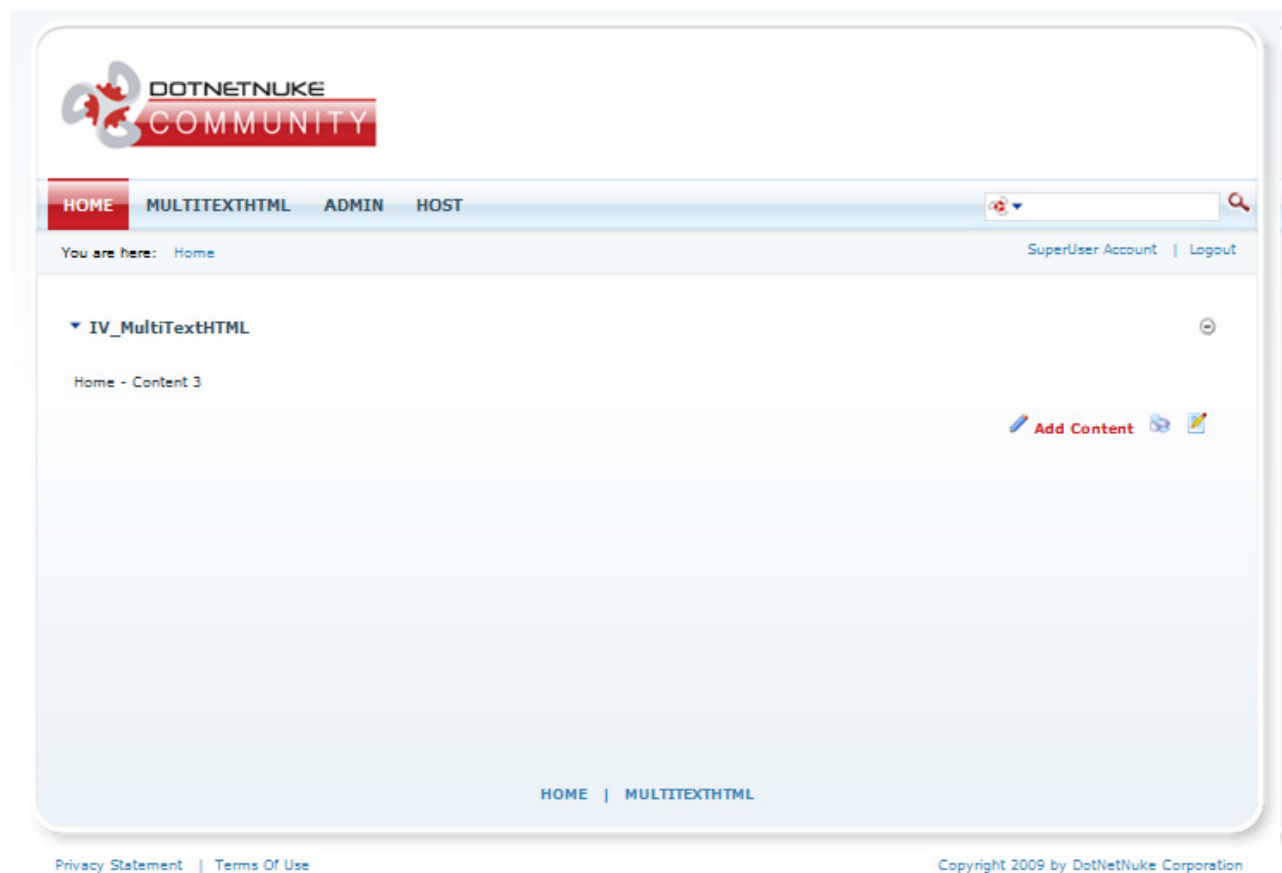 DOTNETNUKE
COMMUNITY
HOME MULTITEXTHTML ADMIN HOST
You are here: Home SuperUser Account | Logout
IV_MultiTextHTML
Home - Content 3
Add Content
HOME | MULTITEXTHTML
Privacy Statement | Terms Of Use Copyright 2009 by DotNetNuke Corporation